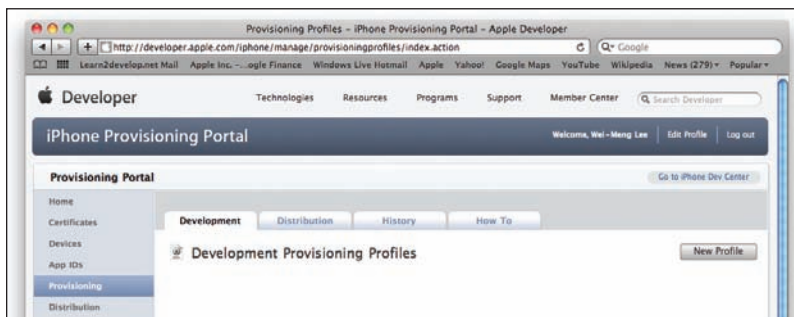 Provisioning Profiles – iPhone Provisioning Portal – Apple Developer
http://developer.apple.com/iphone/manage/provisioningprofiles/index.action
Google
Learn2develop.net Mail Apple Inc. –...ogle Finance Windows Live Hotmail Apple Yahoo! Google Maps YouTube Wikipedia News (279) Popular
Developer Technologies Resources Programs Support Member Center Search Developer
iPhone Provisioning Portal Welcome, Wei-Meng Lee Edit Profile Log out
Provisioning Portal Go to iPhone Dev Center
Home
Certificates
Devices
App IDs
Provisioning
Distribution
Development Distribution History How To
Development Provisioning Profiles New Profile